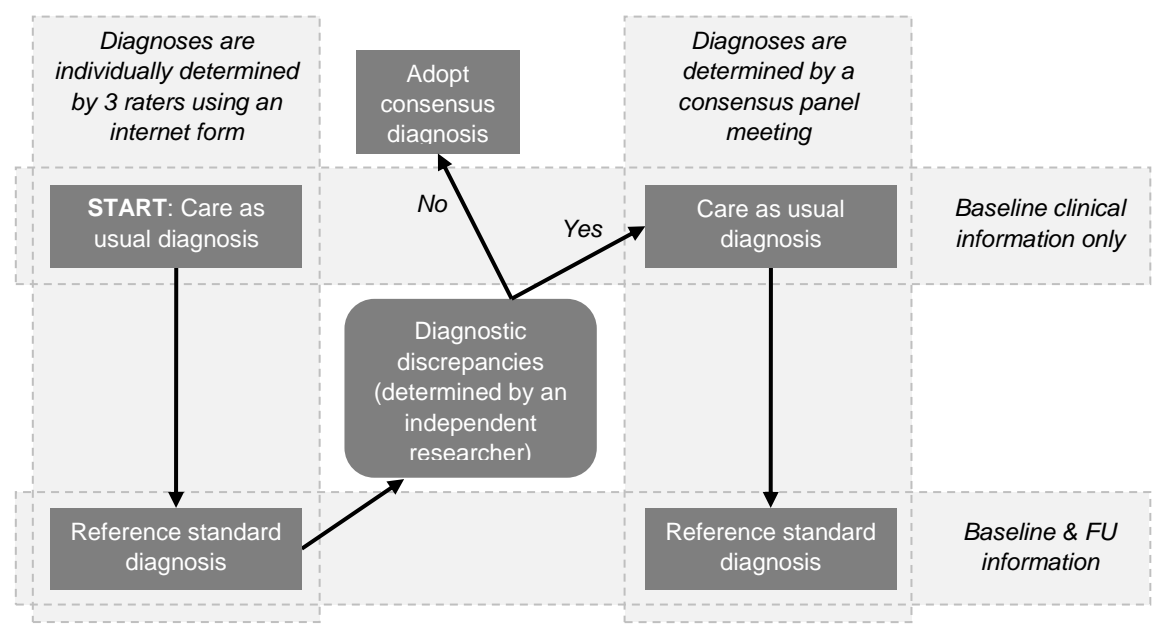 Diagnoses are
individually determined
by 3 raters using an
internet form
Adopt
consensus
diagnosis
Diagnoses are
determined by a
consensus panel
meeting
START: Care as
usual diagnosis
No
Yes
Care as usual
diagnosis
Baseline clinical
information only
Diagnostic
discrepancies
(determined by an
independent
researcher)
Reference standard
diagnosis
Reference standard
diagnosis
Baseline & FU
information